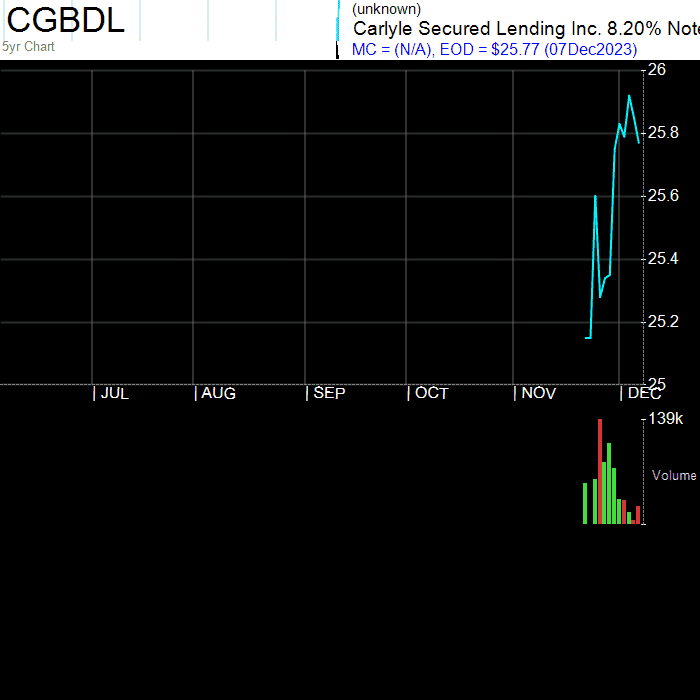 CGBDL
5yr Chart
(unknown)
Carlyle Secured Lending Inc. 8.20% Note
MC = (N/A), EOD = $25.77 (07Dec2023)
26
25.8
25.6
25.4
25.2
25
JUL AUG SEP OCT NOV DEC
139k
Volume